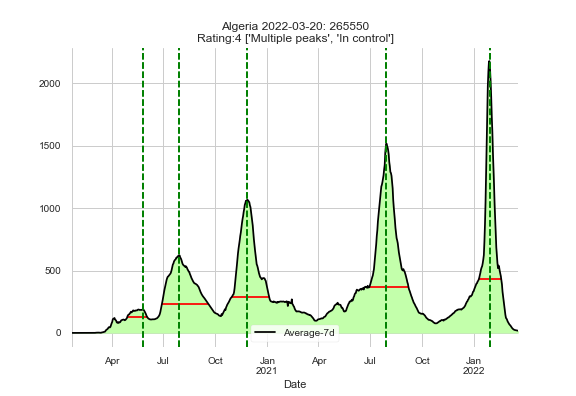 Algeria 2022-03-20: 265550
Rating:4 ['Multiple peaks', 'In control']
2000
1500
1000
500
0
Average-7d
Apr Jul Oct Jan Apr Jul Oct Jan
2021 2022
Date